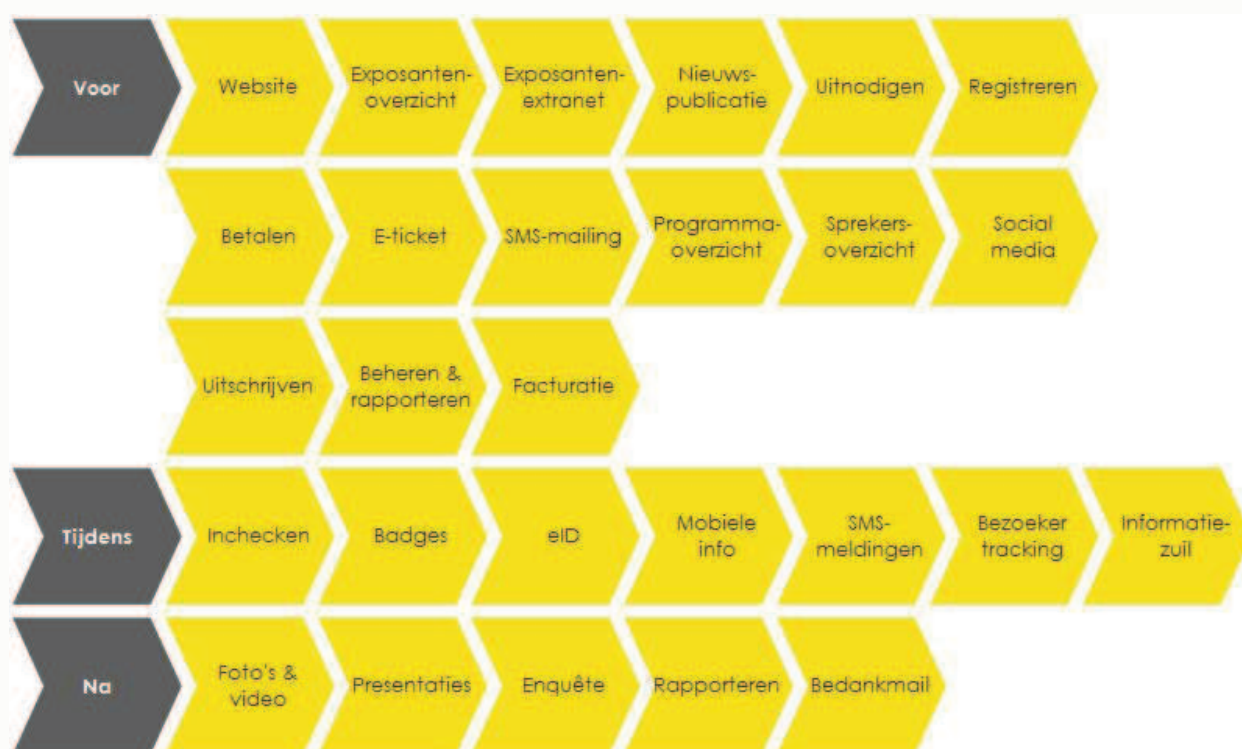 Voor
Website
Exposanten-
overzicht
Exposanten-
extranet
Nieuws-
publicatie
Uitnodigen
Registreren
Betalen
E-ticket
SMS-mailing
Programma-
overzicht
Sprekers-
overzicht
Social
media
Uitschrijven
Beheren &
rapporteren
Facturatie
Tijdens
Inchecken
Badges
eID
Mobiele
info
SMS-
meldingen
Bezoeker
tracking
Informatie-
zuil
Na
Foto's &
video
Presentaties
Enquête
Rapporteren
Bedankmail